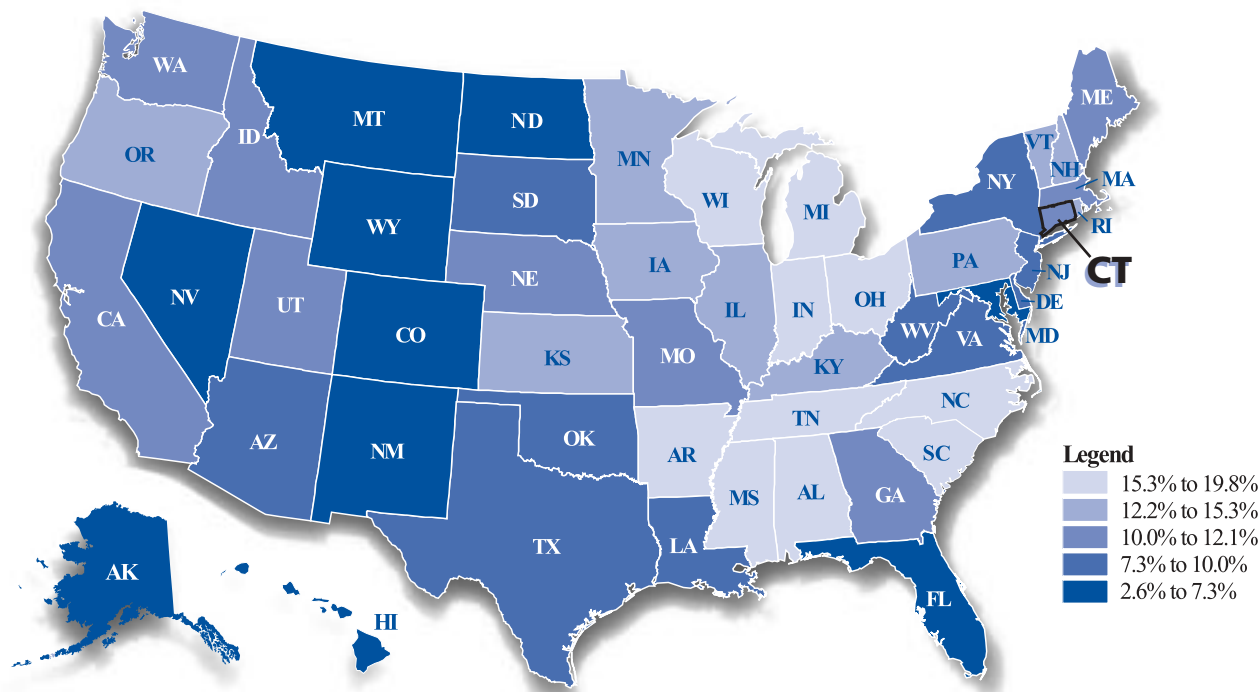 WA
MT
ND
MN
ME
OR
ID
VT
NH
MA
WI
MI
NY
SD
WY
RI
CT
NE
IA
PA
NJ
NV
UT
CO
IL
IN
OH
DE
MD
CA
WV
VA
KS
MO
KY
AZ
NM
OK
TN
NC
AR
SC
MS
AL
GA
TX
LA
AK
HI
FL
Legend
15.3% to 19.8%
12.2% to 15.3%
10.0% to 12.1%
7.3% to 10.0%
2.6% to 7.3%